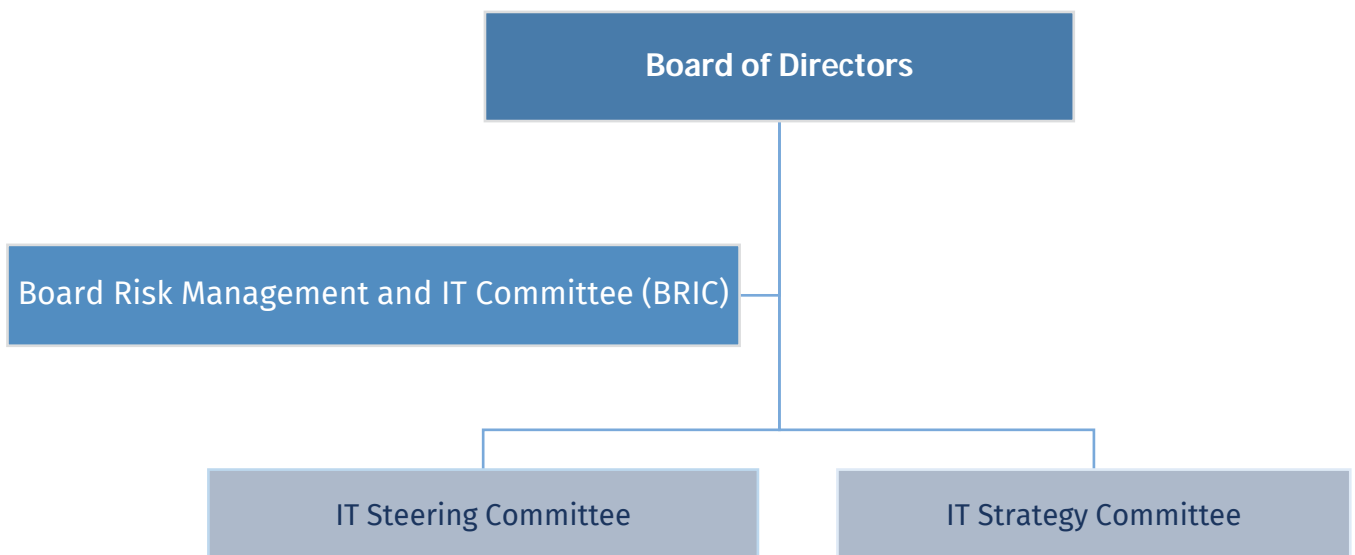 Board of Directors
Board Risk Management and IT Committee (BRIC)
IT Steering Committee
IT Strategy Committee